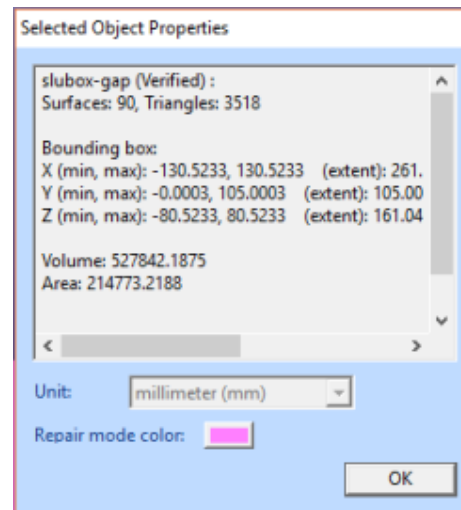 Selected Object Properties
slubox-gap (Verified) :
Surfaces: 90, Triangles: 3518
Bounding box:
X (min, max): -130.5233, 130.5233 (extent): 261.
Y (min, max): -0.0003, 105.0003 (extent): 105.00
Z (min, max): -80.5233, 80.5233 (extent): 161.04
Volume: 527842.1875
Area: 214773.2188
Unit: millimeter (mm)
Repair mode color:
OK